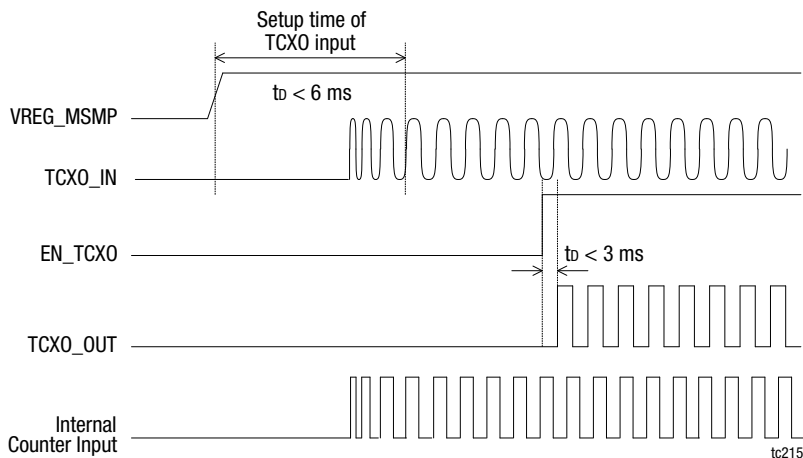 Setup time of
TCXO input
tD < 6 ms
VREG_MSMP
TCXO_IN
EN_TCXO
tD < 3 ms
TCXO_OUT
Internal
Counter Input
tc215